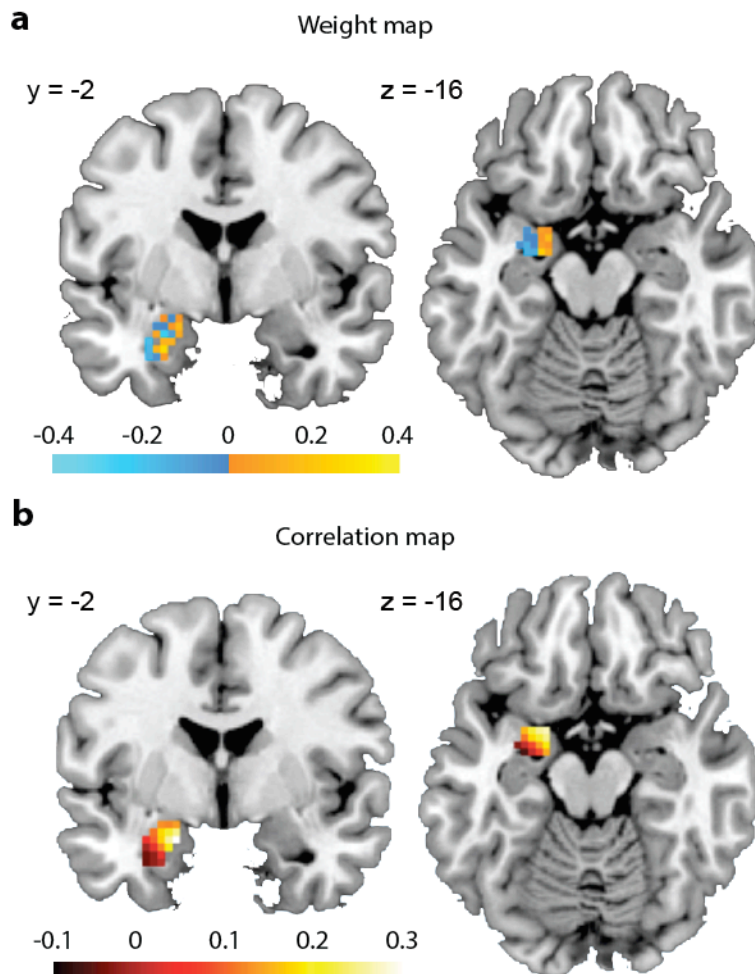 a
Weight map
y = -2 z = -16
-0.4 -0.2 0 0.2 0.4
b
Correlation map
y = -2 z = -16
-0.1 0 0.1 0.2 0.3